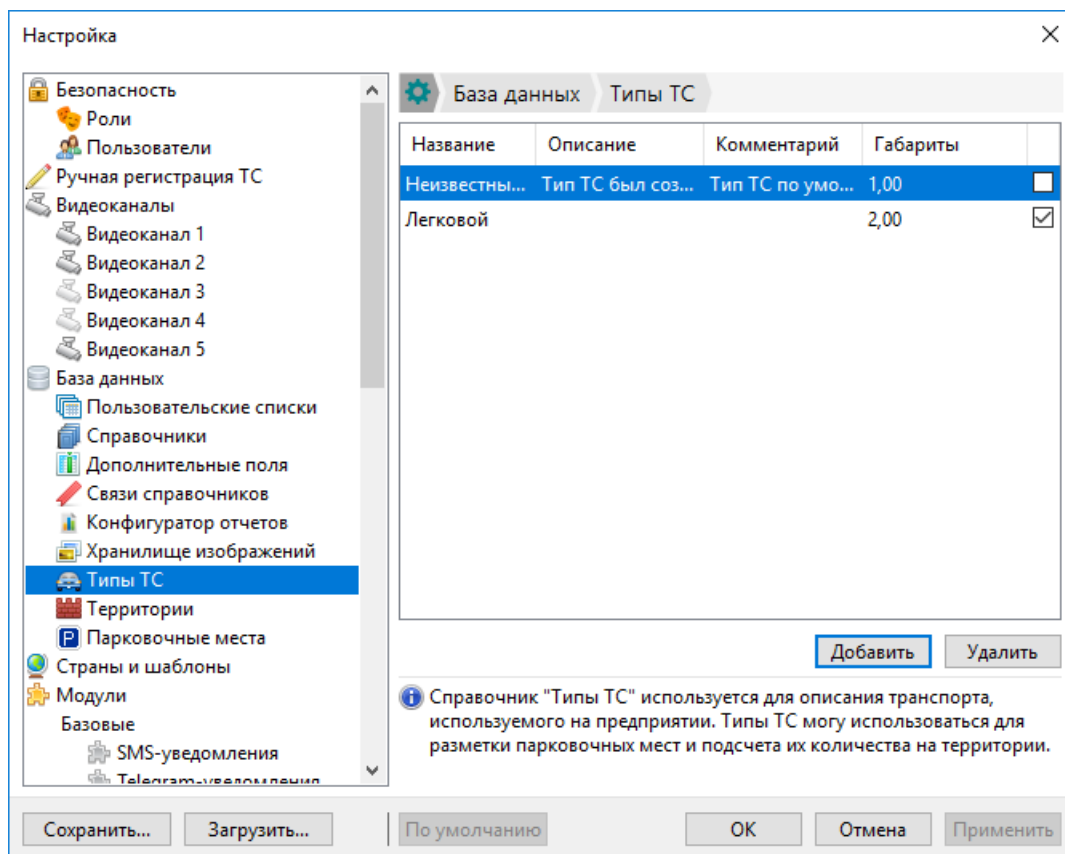 Настройка
Безопасность
Роли
Пользователи
Ручная регистрация ТС
Видеоканалы
Видеоканал 1
Видеоканал 2
Видеоканал 3
Видеоканал 4
Видеоканал 5
База данных
Пользовательские списки
Справочники
Дополнительные поля
Связи справочников
Конфигуратор отчетов
Хранилище изображений
Типы ТС
Территории
Парковочные места
Страны и шаблоны
Модули
Базовые
SMS-уведомления
Telegram-уведомления
База данных Типы ТС
Название Описание Комментарий Габариты
Неизвестны... Тип ТС был соз... Тип ТС по умо... 1,00
Легковой 2,00
Добавить Удалить
Справочник "Типы ТС" используется для описания транспорта,
используемого на предприятии. Типы ТС могу использоваться для
разметки парковочных мест и подсчета их количества на территории.
Сохранить... Загрузить... По умолчанию ОК Отмена Применить